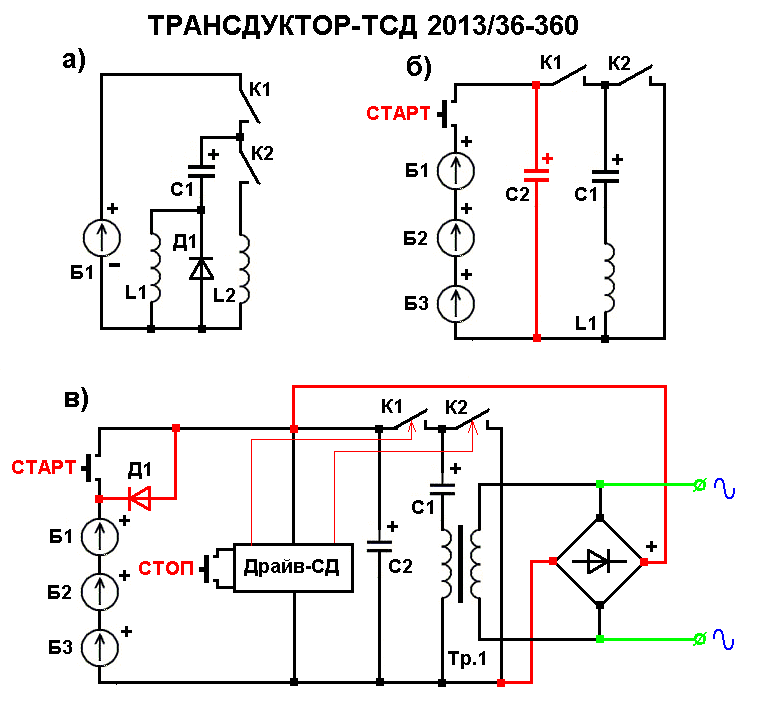 ТРАНСДУКТОР-ТСД 2013/36-360
а)
К1
+
К2
С1
+
Б1
-
Д1
L1
L2
б)
К1
К2
СТАРТ
+
Б1
+
+
С2
С1
+
Б2
+
Б3
L1
в)
К1
К2
СТАРТ
Д1
+
С1
+
Б1
+
+
СТОП
Драйв-СД
С2
+
Б2
+
Б3
Тр.1